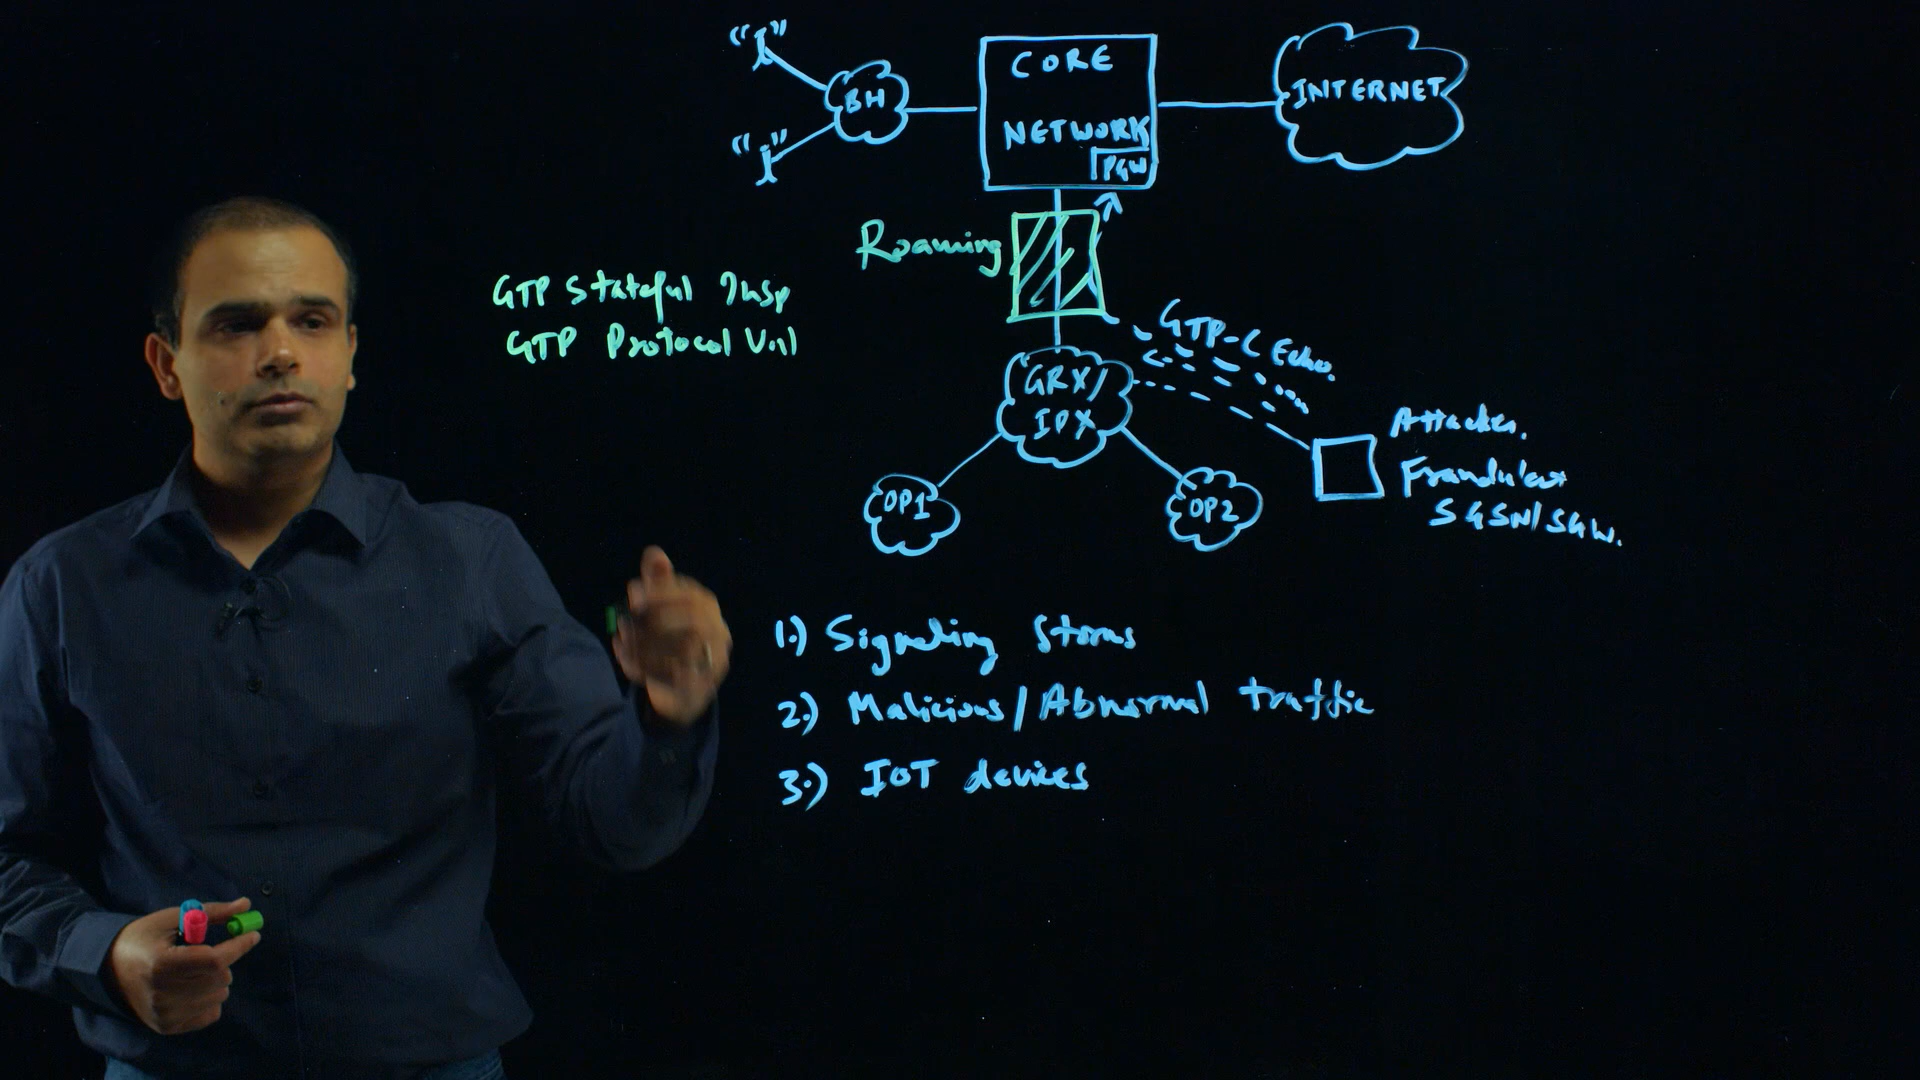 CORE
NETWORK
PGW
BH
INTERNET
Roaming
GTP Stateful Insp
GTP Protocol Val
GTP-C Echo.
GRX/
IPX
OP1
OP2
Attacker.
Fraudulent
SGSN/SGW.
1.) Signaling Storms
2.) Malicious/Abnormal traffic
3.) IOT devices